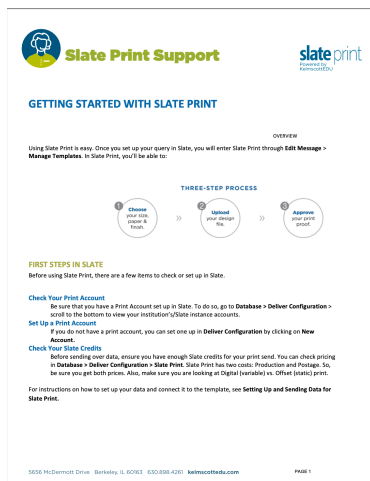 Slate Print Support
slate print
Powered by
KelmscottEDU
GETTING STARTED WITH SLATE PRINT
OVERVIEW
Using Slate Print is easy. Once you set up your query in Slate, you will enter Slate Print through Edit Message >
Manage Templates. In Slate Print, you'll be able to:
THREE-STEP PROCESS
1
Choose
your size,
paper &
finish.
»
2
Upload
your design
file.
»
3
Approve
your print
proof.
FIRST STEPS IN SLATE
Before using Slate Print, there are a few items to check or set up in Slate.
Check Your Print Account
Be sure that you have a Print Account set up in Slate. To do so, go to Database > Deliver Configuration >
scroll to the bottom to view your institution's/Slate instance accounts.
Set Up a Print Account
If you do not have a print account, you can set one up in Deliver Configuration by clicking on New
Account.
Check Your Slate Credits
Before sending over data, ensure you have enough Slate credits for your print send. You can check pricing
in Database > Deliver Configuration > Slate Print. Slate Print has two costs: Production and Postage. So,
be sure you get both prices. Also, make sure you are looking at Digital (variable) vs. Offset (static) print.
For instructions on how to set up your data and connect it to the template, see Setting Up and Sending Data for
Slate Print.
5656 McDermott Drive Berkeley, IL 60163 630.898.4261 kelmscottedu.com PAGE 1